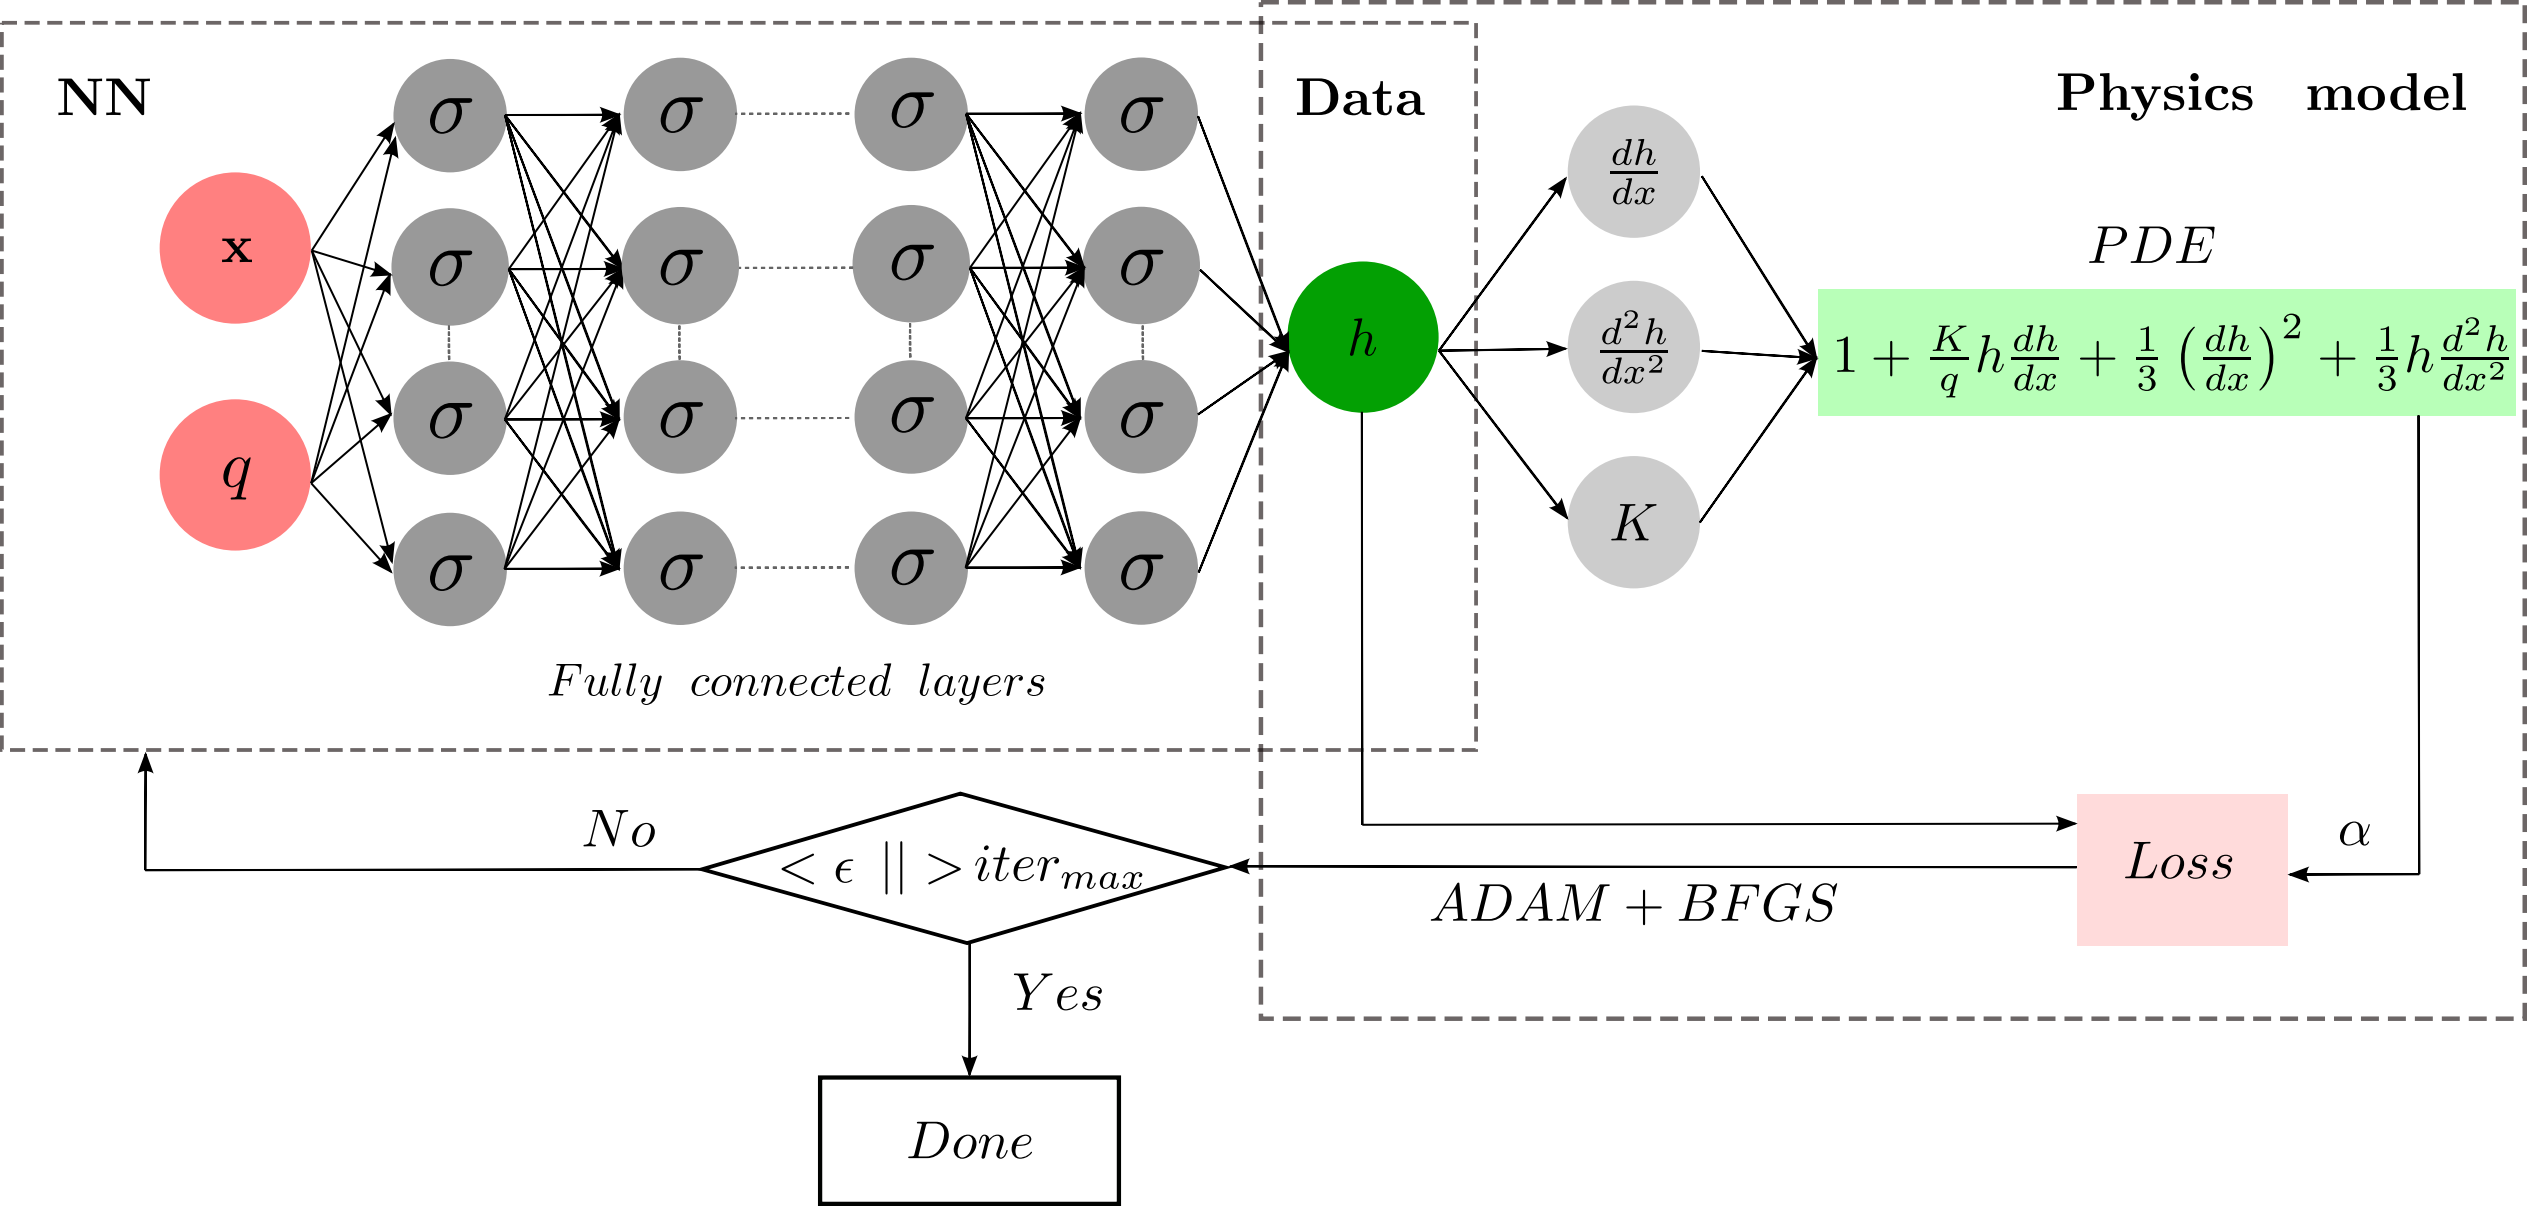 NN
Data
Physics model
x
q
σ σ σ σ
σ σ σ σ
σ σ σ σ
σ σ σ σ
Fully connected layers
h
dh/dx
d²h/dx²
K
PDE
1 + K/q h dh/dx + 1/3 (dh/dx)² + 1/3 h d²h/dx²
α
Loss
ADAM + BFGS
< ϵ || > iter_max
No
Yes
Done